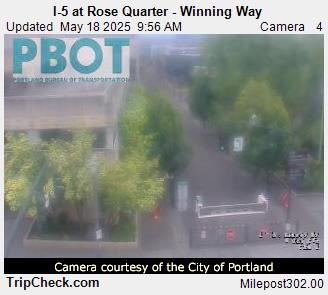 I-5 at Rose Quarter - Winning Way
Updated May 18 2025 9:56 AM Camera 4
PBOT
PORTLAND BUREAU OF TRANSPORTATION
Camera courtesy of the City of Portland
TripCheck.com Milepost302.00